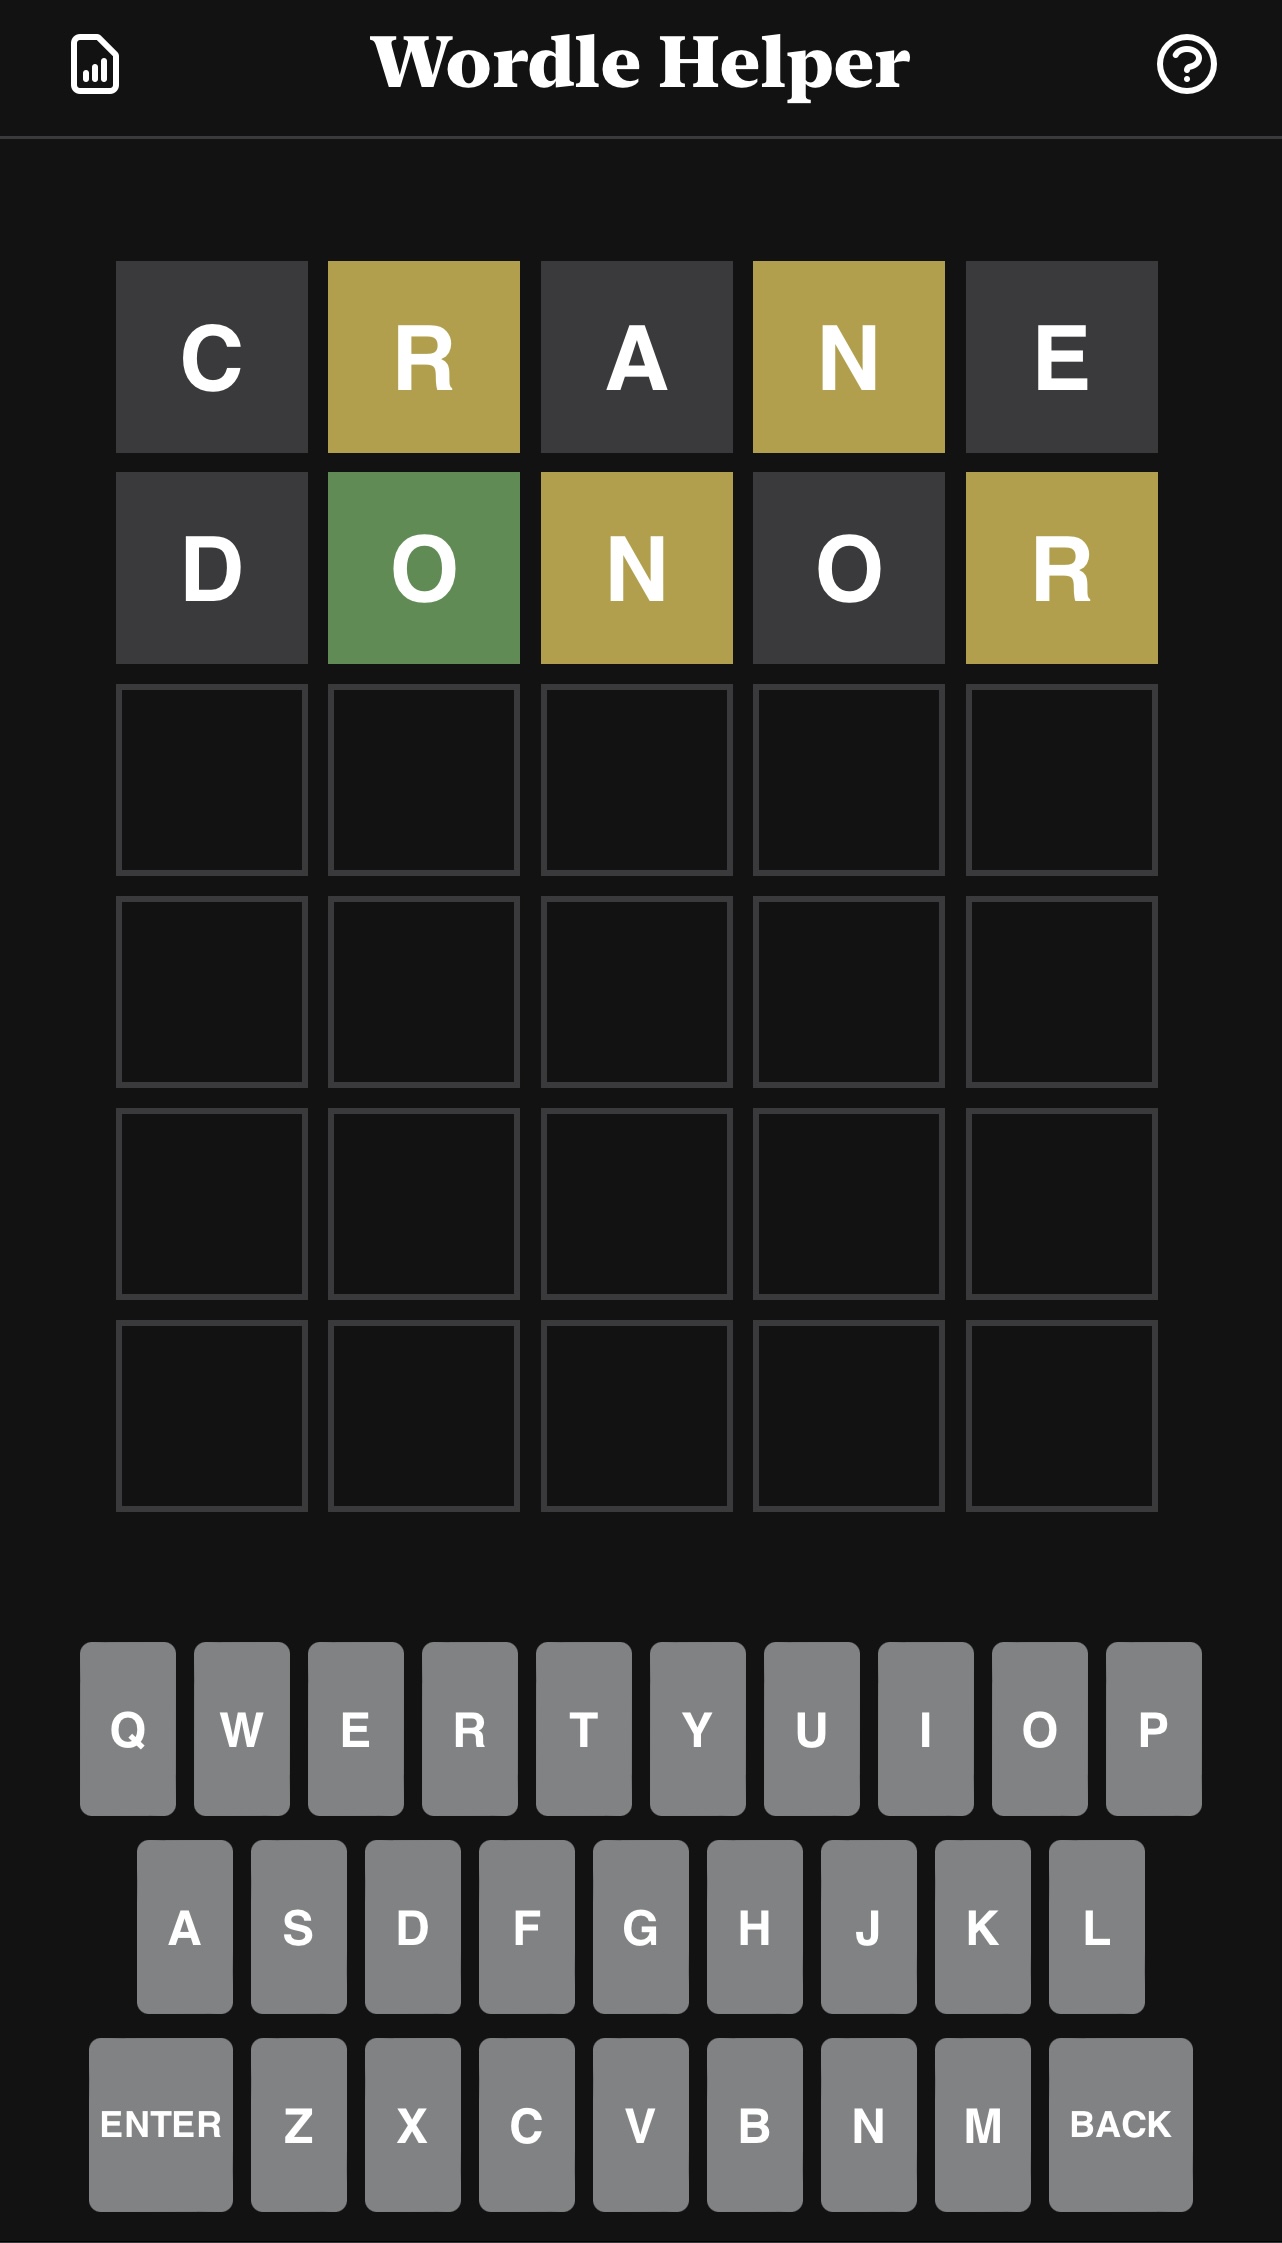 Wordle Helper
C R A N E
D O N O R
Q W E R T Y U I O P
A S D F G H J K L
ENTER Z X C V B N M BACK